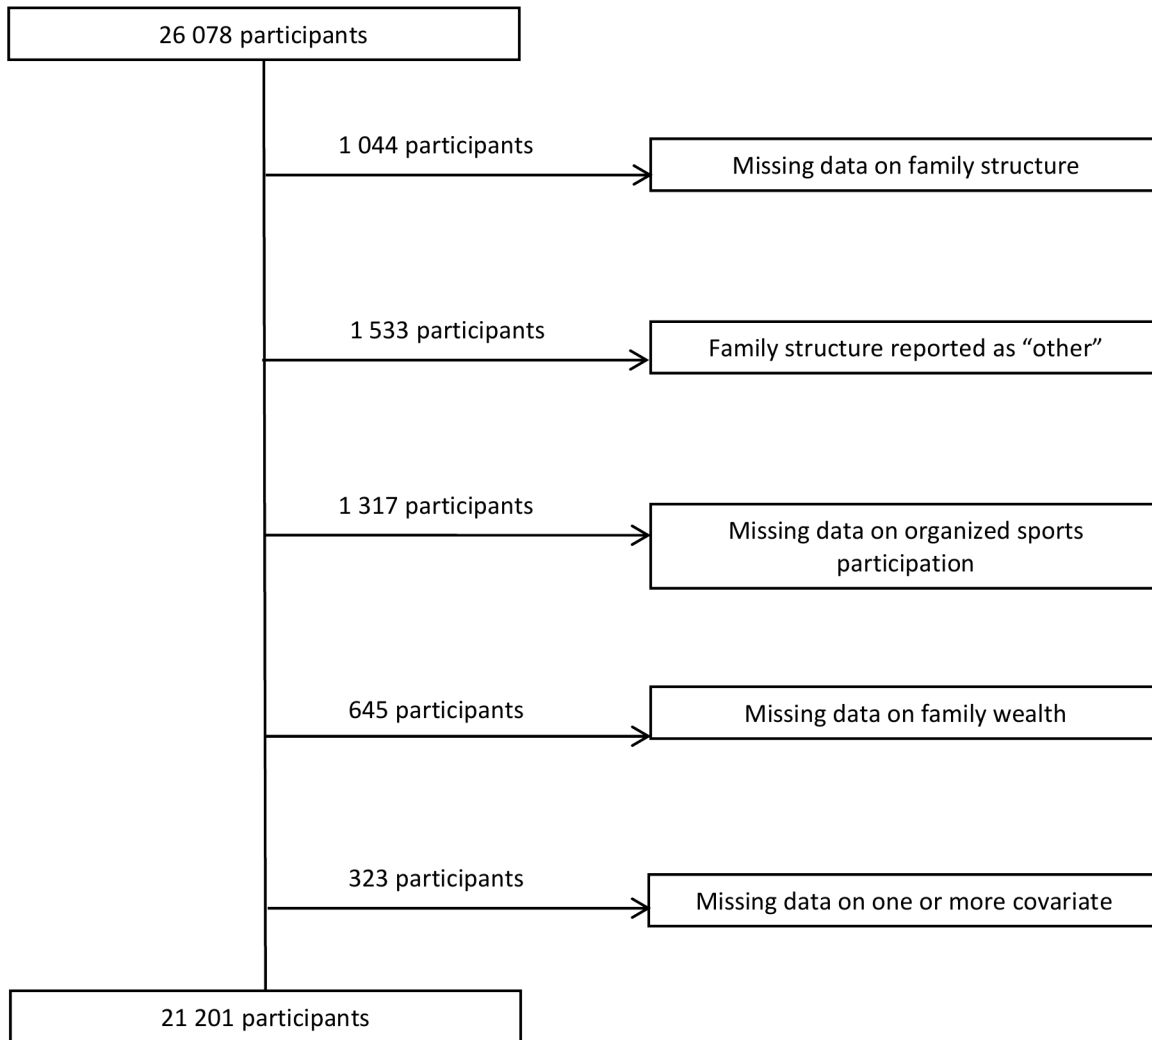 26 078 participants
1 044 participants
Missing data on family structure
1 533 participants
Family structure reported as “other”
1 317 participants
Missing data on organized sports
participation
645 participants
Missing data on family wealth
323 participants
Missing data on one or more covariate
21 201 participants